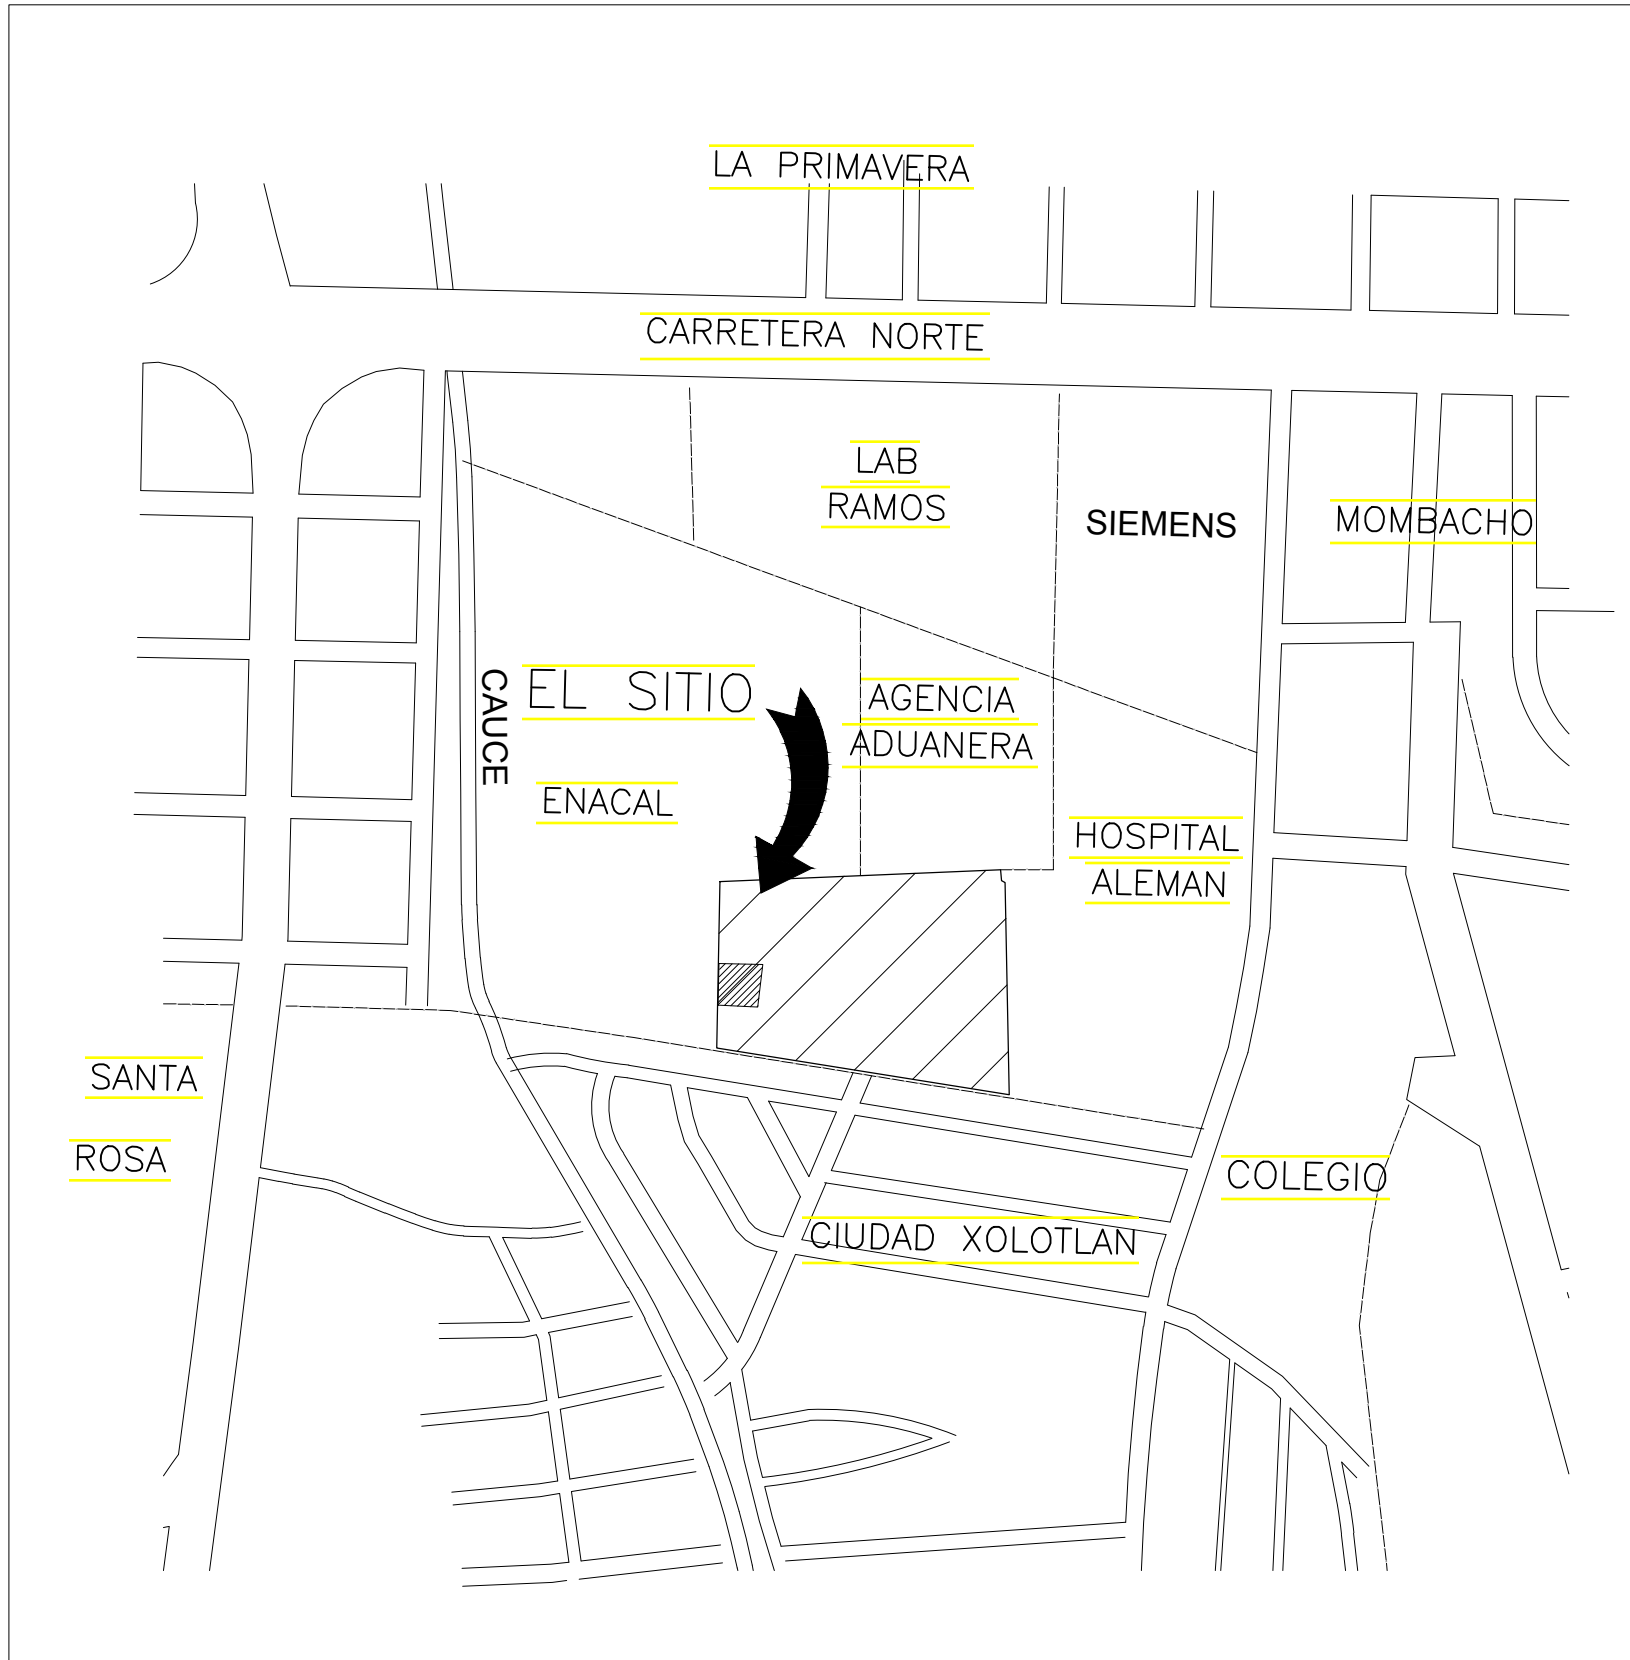 LA PRIMAVERA
CARRETERA NORTE
LAB
RAMOS
SIEMENS
MOMBACHO
CAUCE
EL SITIO
AGENCIA
ADUANERA
ENACAL
HOSPITAL
ALEMAN
SANTA
ROSA
COLEGIO
CIUDAD XOLOTLAN